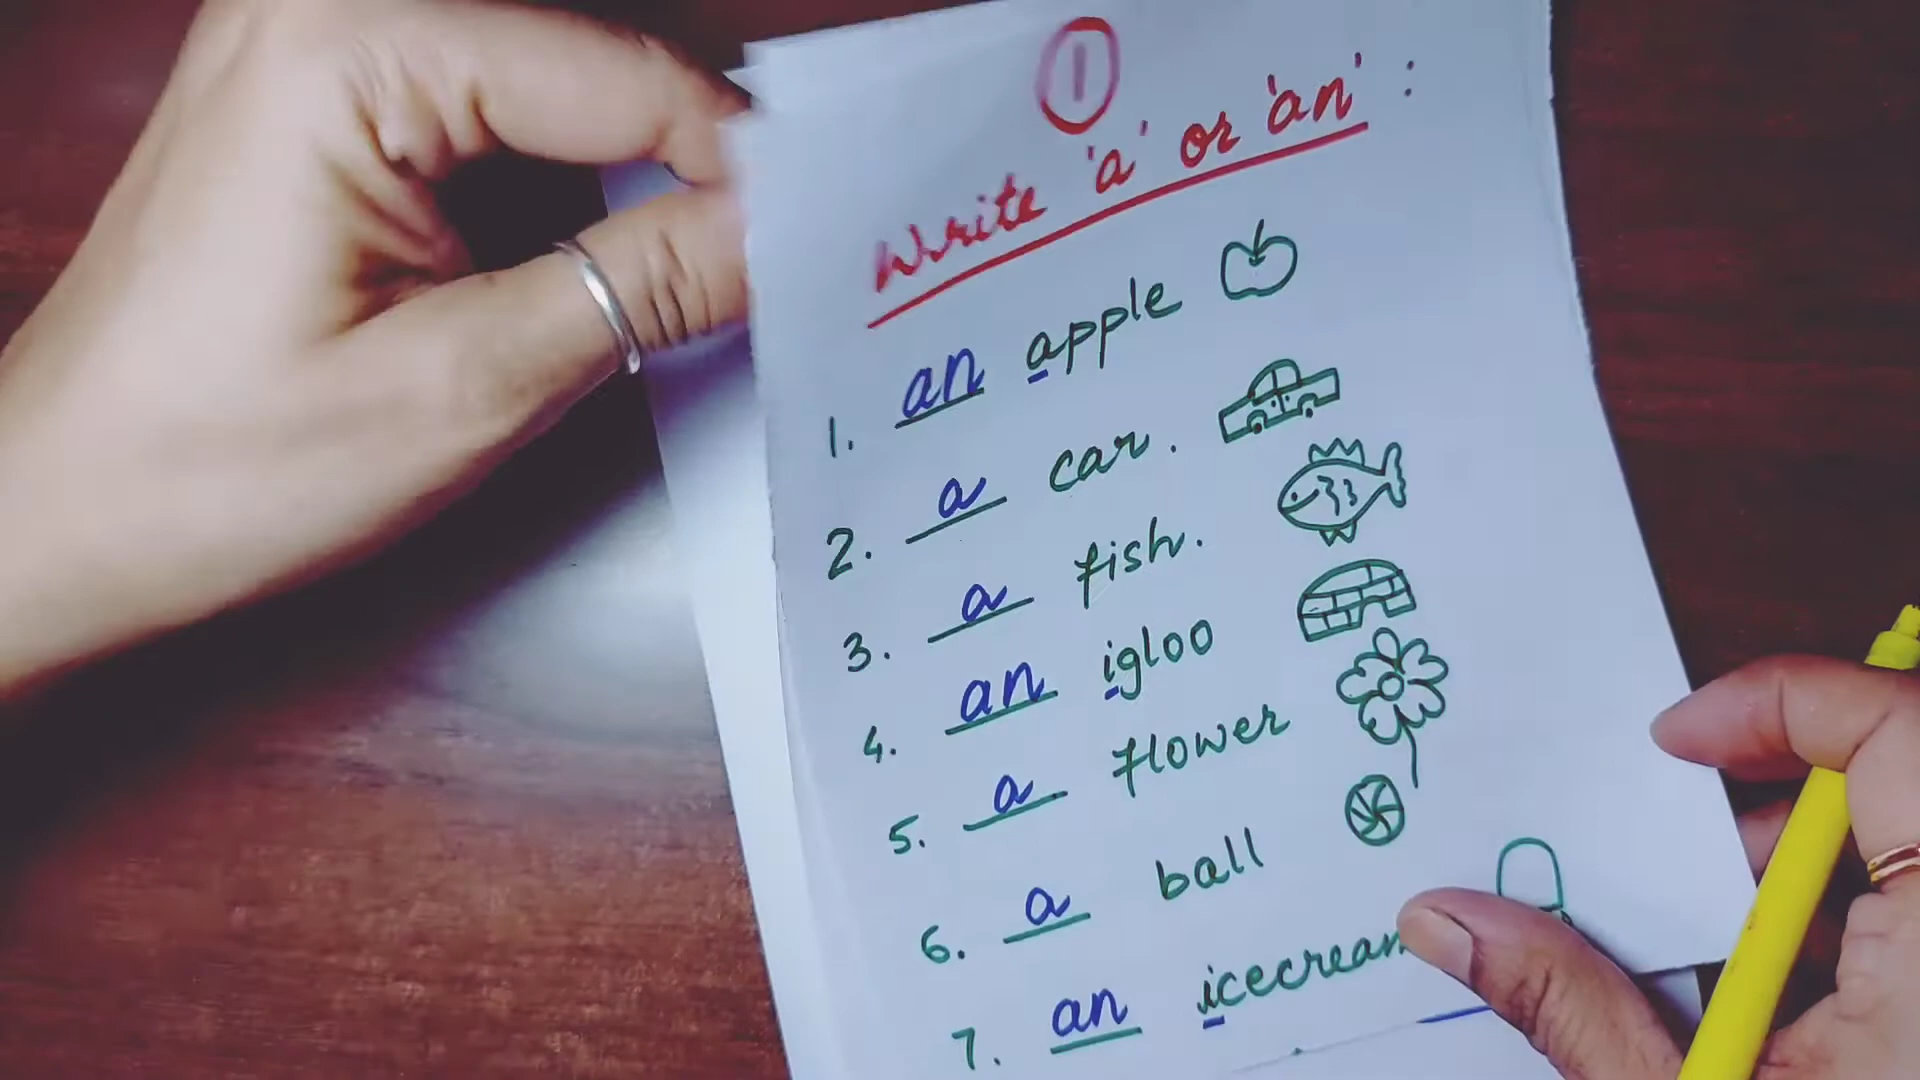 1
Write 'a' or 'an' :
1. an apple
2. a car.
3. a fish.
4. an igloo
5. a flower
6. a ball
7. an icecream